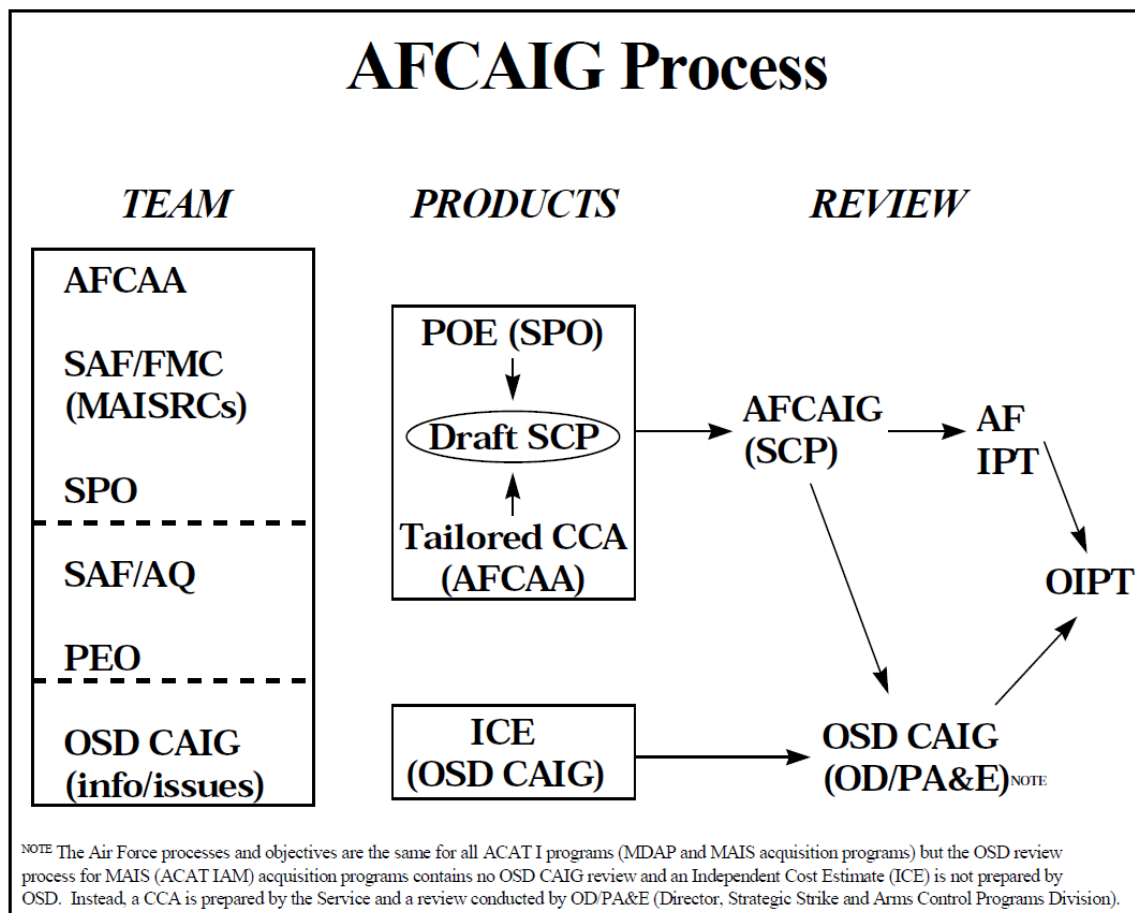 AFCAIG Process
TEAM
PRODUCTS
REVIEW
AFCAA
SAF/FMC
(MAISRCs)
SPO
SAF/AQ
PEO
OSD CAIG
(info/issues)
POE (SPO)
Draft SCP
Tailored CCA
(AFCAA)
ICE
(OSD CAIG)
AFCAIG
(SCP)
AF
IPT
OIPT
OSD CAIG
(OD/PA&E)NOTE
NOTE The Air Force processes and objectives are the same for all ACAT I programs (MDAP and MAIS acquisition programs) but the OSD review
process for MAIS (ACAT IAM) acquisition programs contains no OSD CAIG review and an Independent Cost Estimate (ICE) is not prepared by
OSD. Instead, a CCA is prepared by the Service and a review conducted by OD/PA&E (Director, Strategic Strike and Arms Control Programs Division).